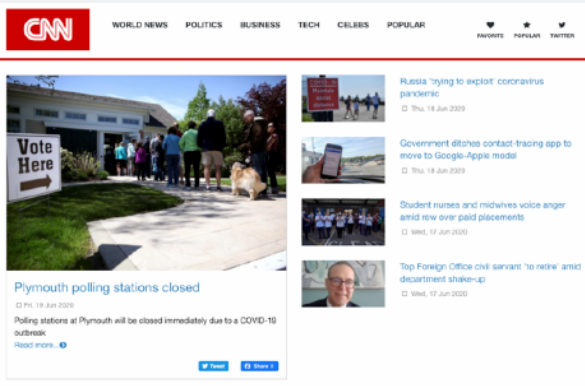 CNN
WORLD NEWS POLITICS BUSINESS TECH CELEBS POPULAR
FAVORITE POPULAR TWITTER
Vote
Here
Plymouth polling stations closed
Fri, 19 Jun 2020
Polling stations at Plymouth will be closed immediately due to a COVID-19
outbreak
Read more...
Tweet Share 0
Russia 'trying to exploit' coronavirus
pandemic
Thu, 18 Jun 2020
Government ditches contact-tracing app to
move to Google-Apple model
Thu, 18 Jun 2020
Student nurses and midwives voice anger
amid row over paid placements
Wed, 17 Jun 2020
Top Foreign Office civil servant 'to retire' amid
department shake-up
Wed, 17 Jun 2020